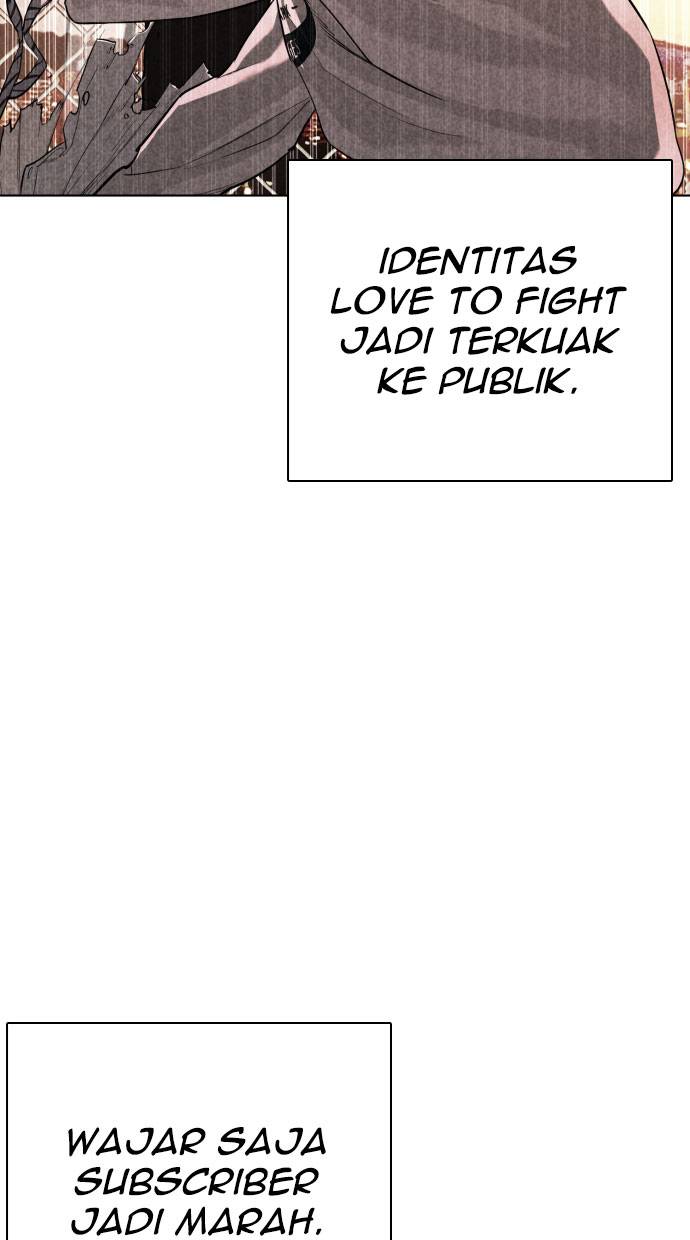 IDENTITAS
LOVE TO FIGHT
JADI TERKUAK
KE PUBLIK.
WAJAR SAJA
SUBSCRIBER
JADI MARAH.